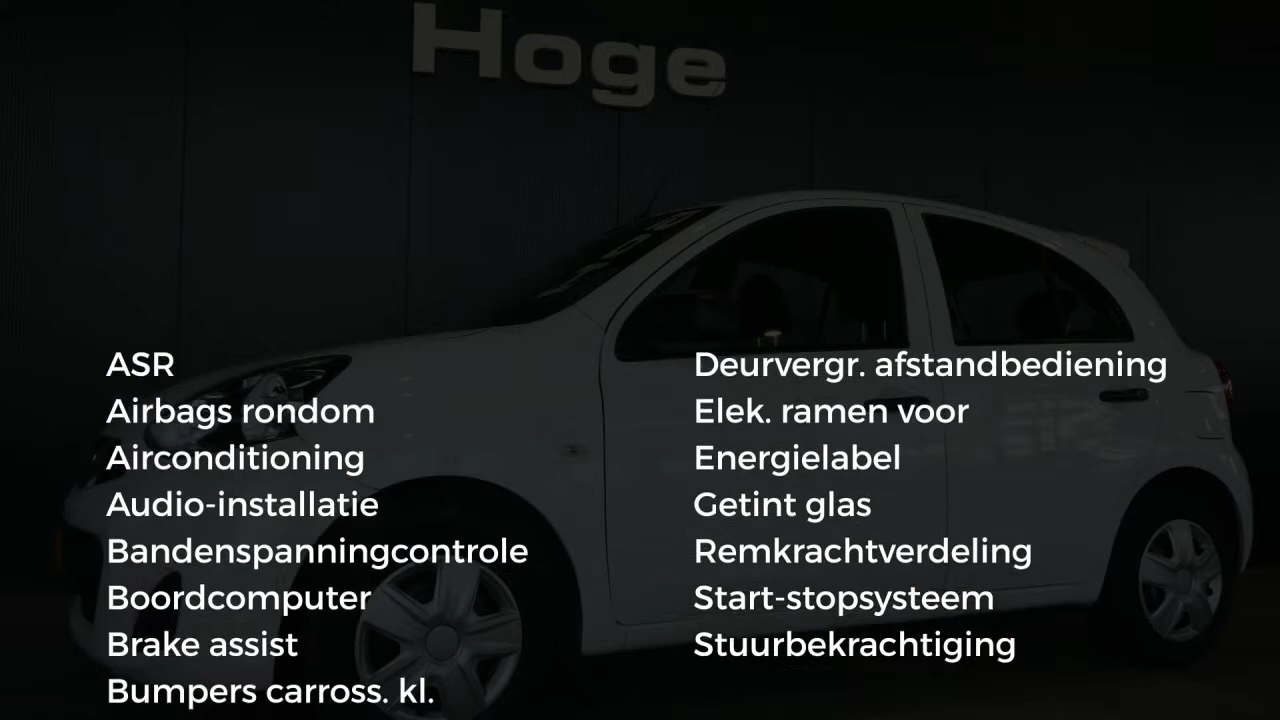 Hoge
ASR
Airbags rondom
Airconditioning
Audio-installatie
Bandenspanningcontrole
Boordcomputer
Brake assist
Bumpers carross. kl.
Deurvergr. afstandbediening
Elek. ramen voor
Energielabel
Getint glas
Remkrachtverdeling
Start-stopsysteem
Stuurbekrachtiging